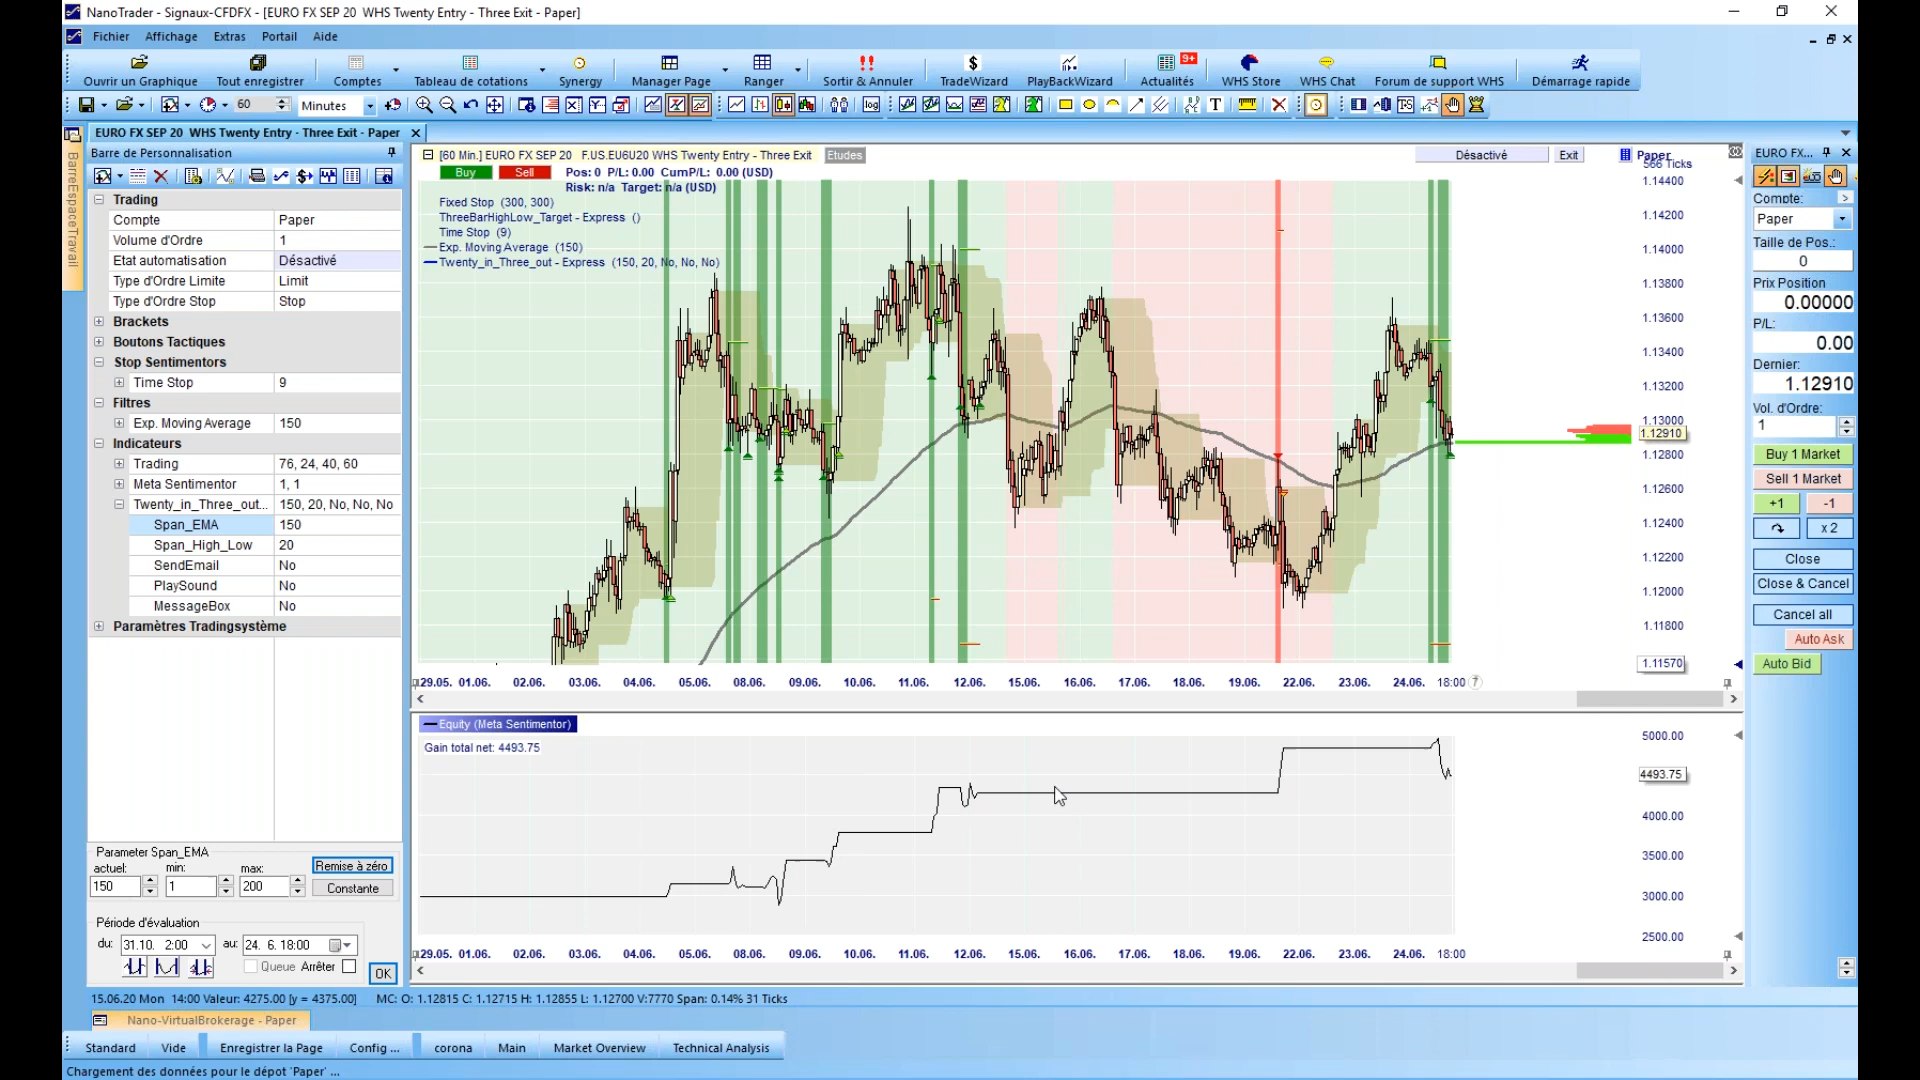 NanoTrader - Signaux-CFDFX - [EURO FX SEP 20  WHS Twenty Entry - Three Exit - Paper]
Fichier Affichage Extras Portail Aide
Ouvrir un Graphique Tout enregistrer Comptes Tableau de cotations Synergy Manager Page Ranger Sortir & Annuler TradeWizard PlayBackWizard Actualités 9+ WHS Store WHS Chat Forum de support WHS Démarrage rapide
60 Minutes
BarreEspaceTravail
EURO FX SEP 20  WHS Twenty Entry - Three Exit - Paper
Barre de Personnalisation
Trading
Compte Paper
Volume d'Ordre 1
Etat automatisation Désactivé
Type d'Ordre Limite Limit
Type d'Ordre Stop Stop
Brackets
Boutons Tactiques
Stop Sentimentors
Time Stop 9
Filtres
Exp. Moving Average 150
Indicateurs
Trading 76, 24, 40, 60
Meta Sentimentor 1, 1
Twenty_in_Three_out... 150, 20, No, No, No
Span_EMA 150
Span_High_Low 20
SendEmail No
PlaySound No
MessageBox No
Paramètres Tradingsystème
Parameter Span_EMA
actuel: min: max: Remise à zéro
150 1 200 Constante
Période d'évaluation
du: 31.10. 2:00 au: 24. 6. 18:00
Queue Arrêter OK
[60 Min.] EURO FX SEP 20  F.US.EU6U20 WHS Twenty Entry - Three Exit Etudes Désactivé Exit Paper
566 Ticks
Buy Sell Pos: 0 P/L: 0.00 CumP/L: 0.00 (USD)
Risk: n/a Target: n/a (USD)
Fixed Stop (300, 300)
ThreeBarHighLow_Target - Express ()
Time Stop (9)
Exp. Moving Average (150)
Twenty_in_Three_out - Express (150, 20, No, No, No)
1.14400
1.14200
1.14000
1.13800
1.13600
1.13400
1.13200
1.13000
1.12910
1.12800
1.12600
1.12400
1.12200
1.12000
1.11800
1.11570
29.05. 01.06. 02.06. 03.06. 04.06. 05.06. 08.06. 09.06. 10.06. 11.06. 12.06. 15.06. 16.06. 17.06. 18.06. 19.06. 22.06. 23.06. 24.06. 18:00 7
Equity (Meta Sentimentor)
Gain total net: 4493.75
5000.00
4493.75
4000.00
3500.00
3000.00
2500.00
29.05. 01.06. 02.06. 03.06. 04.06. 05.06. 08.06. 09.06. 10.06. 11.06. 12.06. 15.06. 16.06. 17.06. 18.06. 19.06. 22.06. 23.06. 24.06. 18:00
EURO FX...
Compte:
Paper
Taille de Pos.:
0
Prix Position
0.00000
P/L:
0.00
Dernier:
1.12910
Vol. d'Ordre:
1
Buy 1 Market
Sell 1 Market
+1 -1
x 2
Close
Close & Cancel
Cancel all
Auto Ask
Auto Bid
15.06.20 Mon 14:00 Valeur: 4275.00 [y = 4375.00] MC: O: 1.12815 C: 1.12715 H: 1.12855 L: 1.12700 V:7770 Span: 0.14% 31 Ticks
Nano-VirtualBrokerage - Paper
Standard Vide Enregistrer la Page Config ... corona Main Market Overview Technical Analysis
Chargement des données pour le dépot 'Paper' ...